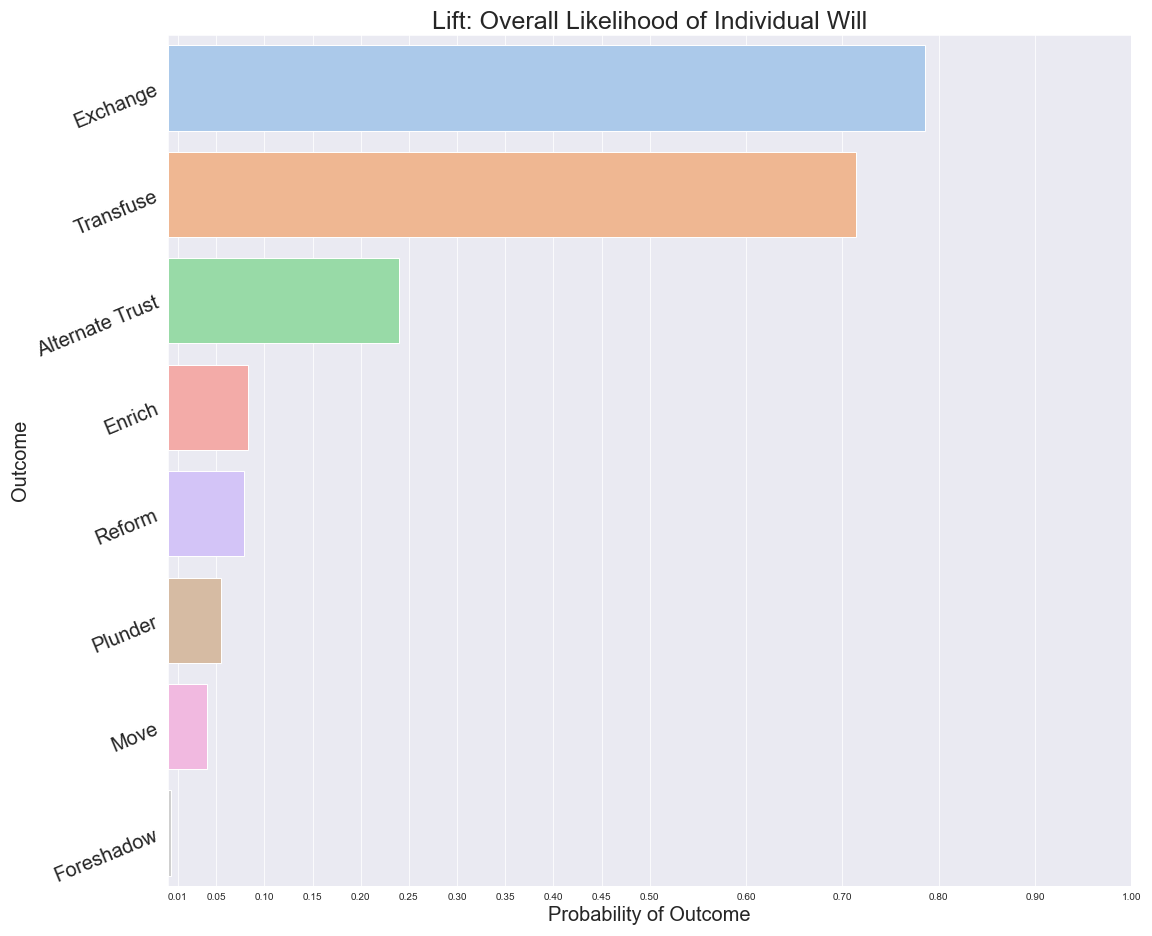 Lift: Overall Likelihood of Individual Will
Outcome
Exchange
Transfuse
Alternate Trust
Enrich
Reform
Plunder
Move
Foreshadow
0.01 0.05 0.10 0.15 0.20 0.25 0.30 0.35 0.40 0.45 0.50 0.60 0.70 0.80 0.90 1.00
Probability of Outcome